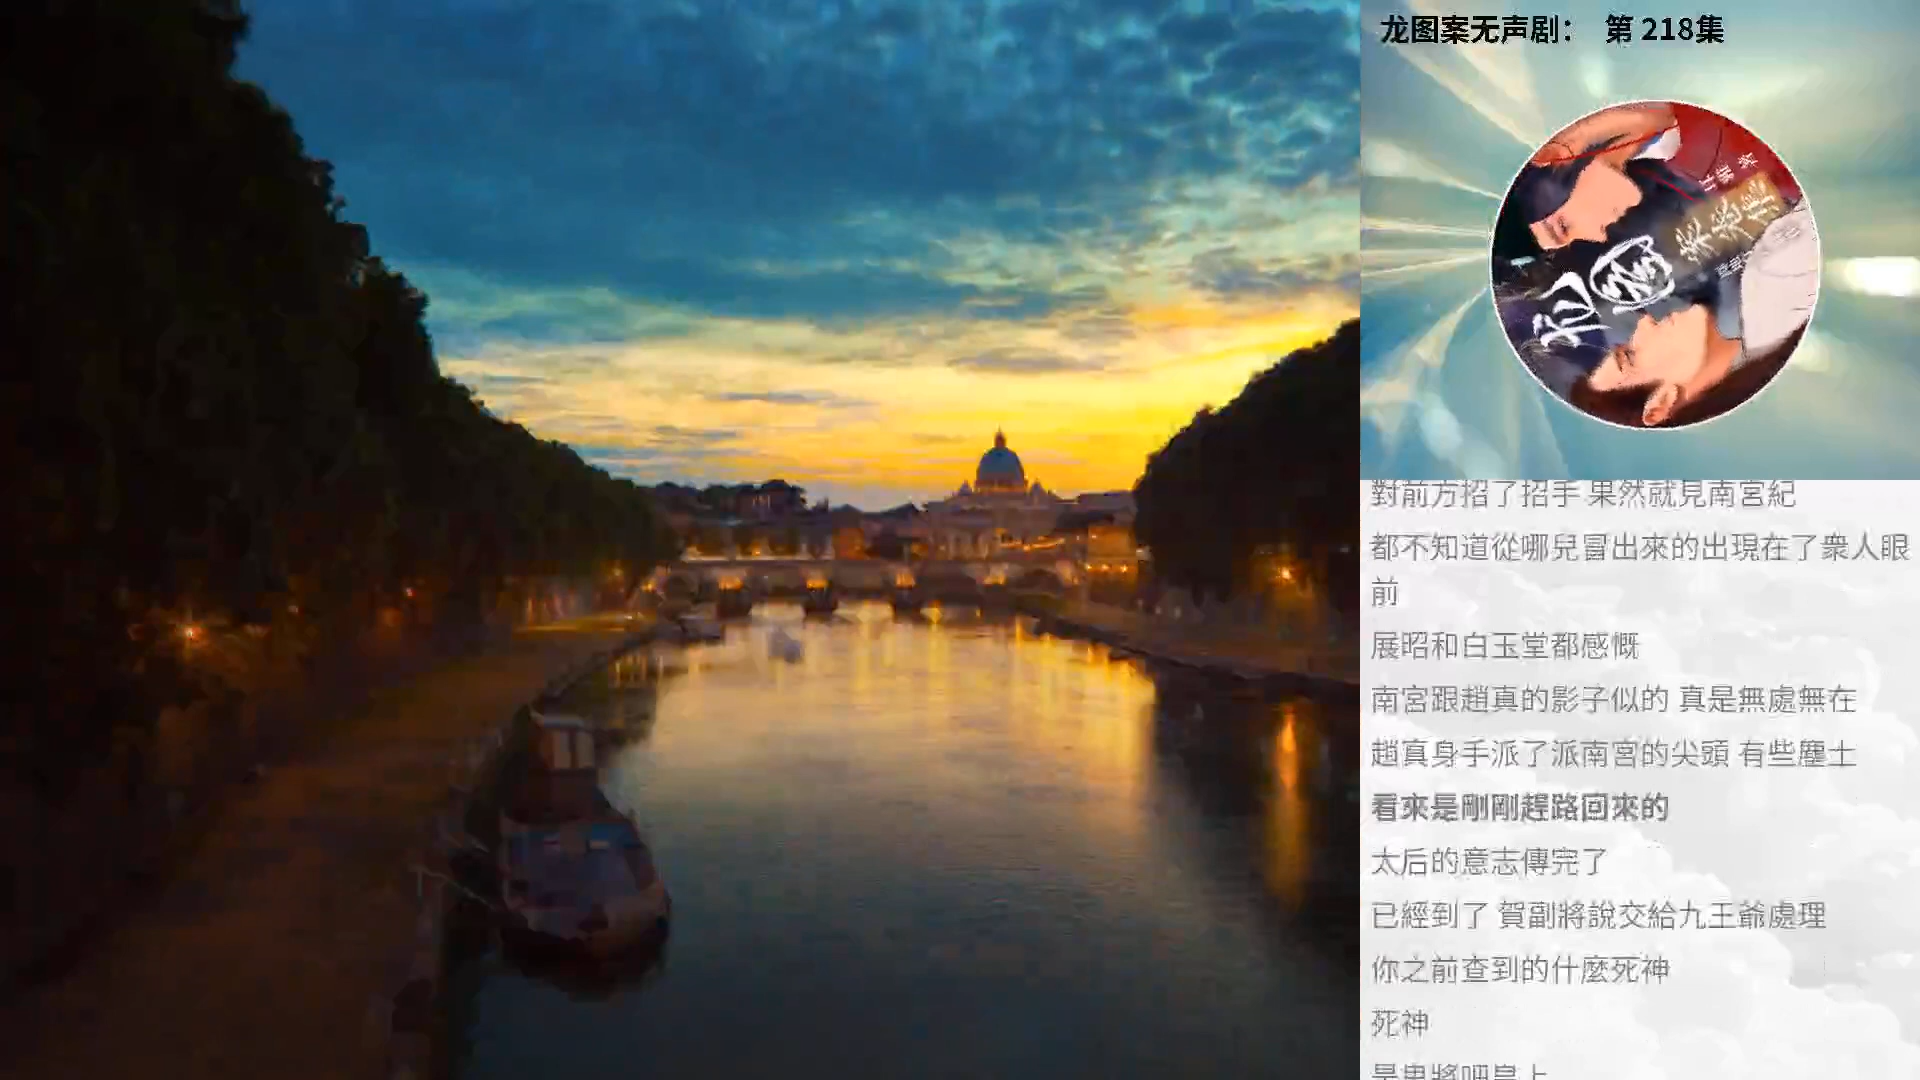 龙图案无声剧： 第 218集
對前方招了招手 果然就見南宮紀
都不知道從哪兒冒出來的出現在了衆人眼
前
展昭和白玉堂都感慨
南宮跟趙真的影子似的 真是無處無在
趙真身手派了派南宮的尖頭 有些塵土
看來是剛剛趕路回來的
太后的意志傳完了
已經到了 賀副將說交給九王爺處理
你之前查到的什麼死神
死神